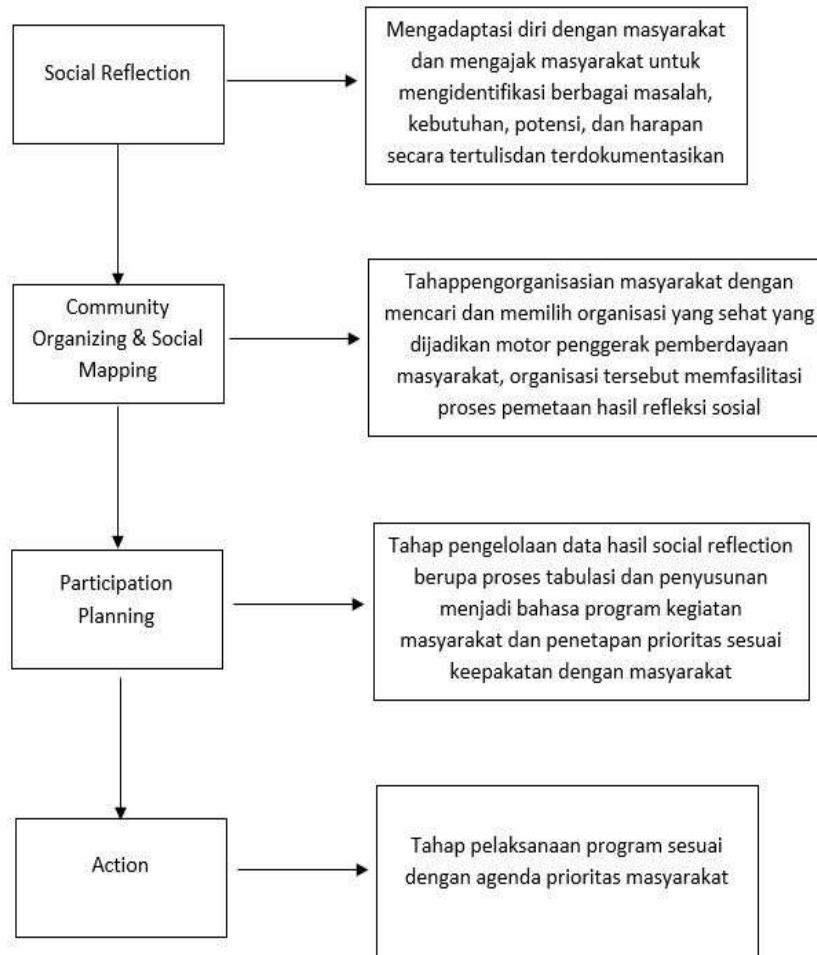 Social Reflection
Mengadaptasi diri dengan masyarakat
dan mengajak masyarakat untuk
mengidentifikasi berbagai masalah,
kebutuhan, potensi, dan harapan
secara tertulisdan terdokumentasikan
Community
Organizing & Social
Mapping
Tahappengorganisasian masyarakat dengan
mencari dan memilih organisasi yang sehat yang
dijadikan motor penggerak pemberdayaan
masyarakat, organisasi tersebut memfasilitasi
proses pemetaan hasil refleksi sosial
Participation
Planning
Tahap pengelolaan data hasil social reflection
berupa proses tabulasi dan penyusunan
menjadi bahasa program kegiatan
masyarakat dan penetapan prioritas sesuai
keepakatan dengan masyarakat
Action
Tahap pelaksanaan program sesuai
dengan agenda prioritas masyarakat